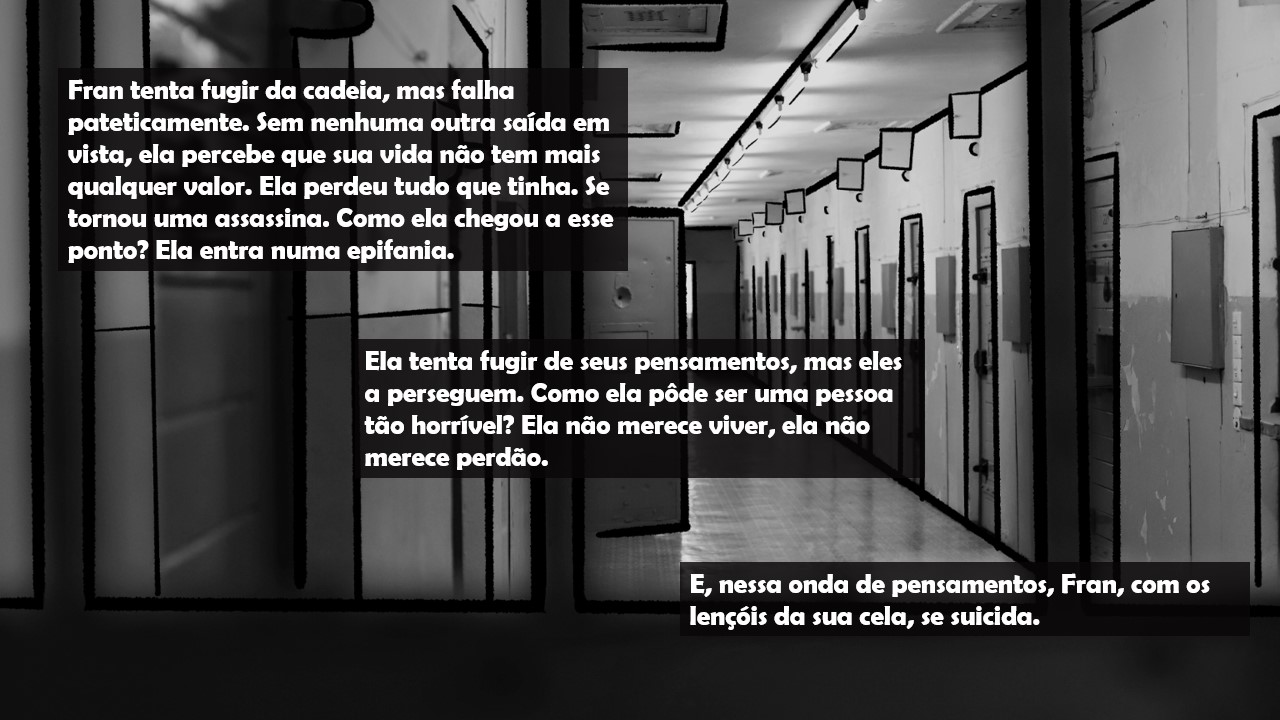 Fran tenta fugir da cadeia, mas falha
pateticamente. Sem nenhuma outra saída em
vista, ela percebe que sua vida não tem mais
qualquer valor. Ela perdeu tudo que tinha. Se
tornou uma assassina. Como ela chegou a esse
ponto? Ela entra numa epifania.
Ela tenta fugir de seus pensamentos, mas eles
a perseguem. Como ela pôde ser uma pessoa
tão horrível? Ela não merece viver, ela não
merece perdão.
E, nessa onda de pensamentos, Fran, com os
lençóis da sua cela, se suicida.